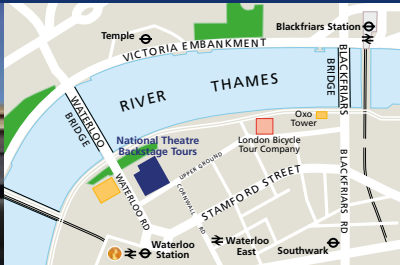 Blackfriars Station
Temple
VICTORIA EMBANKMENT
BLACKFRIARS
BRIDGE
RIVER THAMES
WATERLOO
BRIDGE
Oxo
Tower
National Theatre
Backstage Tours
London Bicycle
Tour Company
UPPER GROUND
BLACKFRIARS RD
WATERLOO RD
CORNWALL RD
STAMFORD STREET
Waterloo
Station
Waterloo
East
Southwark